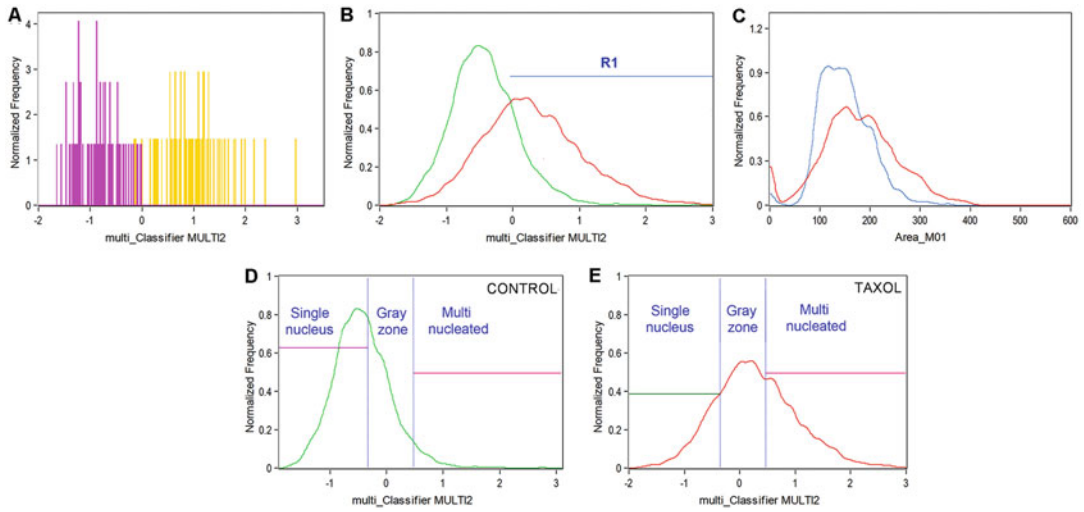 A
Normalized Frequency
4
3
2
1
0
-2
-1
0
1
2
3
multi_Classifier MULTI2
B
Normalized Frequency
1
0.8
0.6
0.4
0.2
0
-1
0
1
2
3
R1
multi_Classifier MULTI2
C
Normalized Frequency
1.2
0.9
0.6
0.3
0
0
100
200
300
400
500
600
Area_M01
D
Normalized Frequency
1
0.8
0.6
0.4
0.2
0
-1
0
1
2
3
CONTROL
Single nucleus
Gray zone
Multi nucleated
multi_Classifier MULTI2
E
Normalized Frequency
1
0.8
0.6
0.4
0.2
0
-2
-1
0
1
2
3
TAXOL
Single nucleus
Gray zone
Multi nucleated
multi_Classifier MULTI2